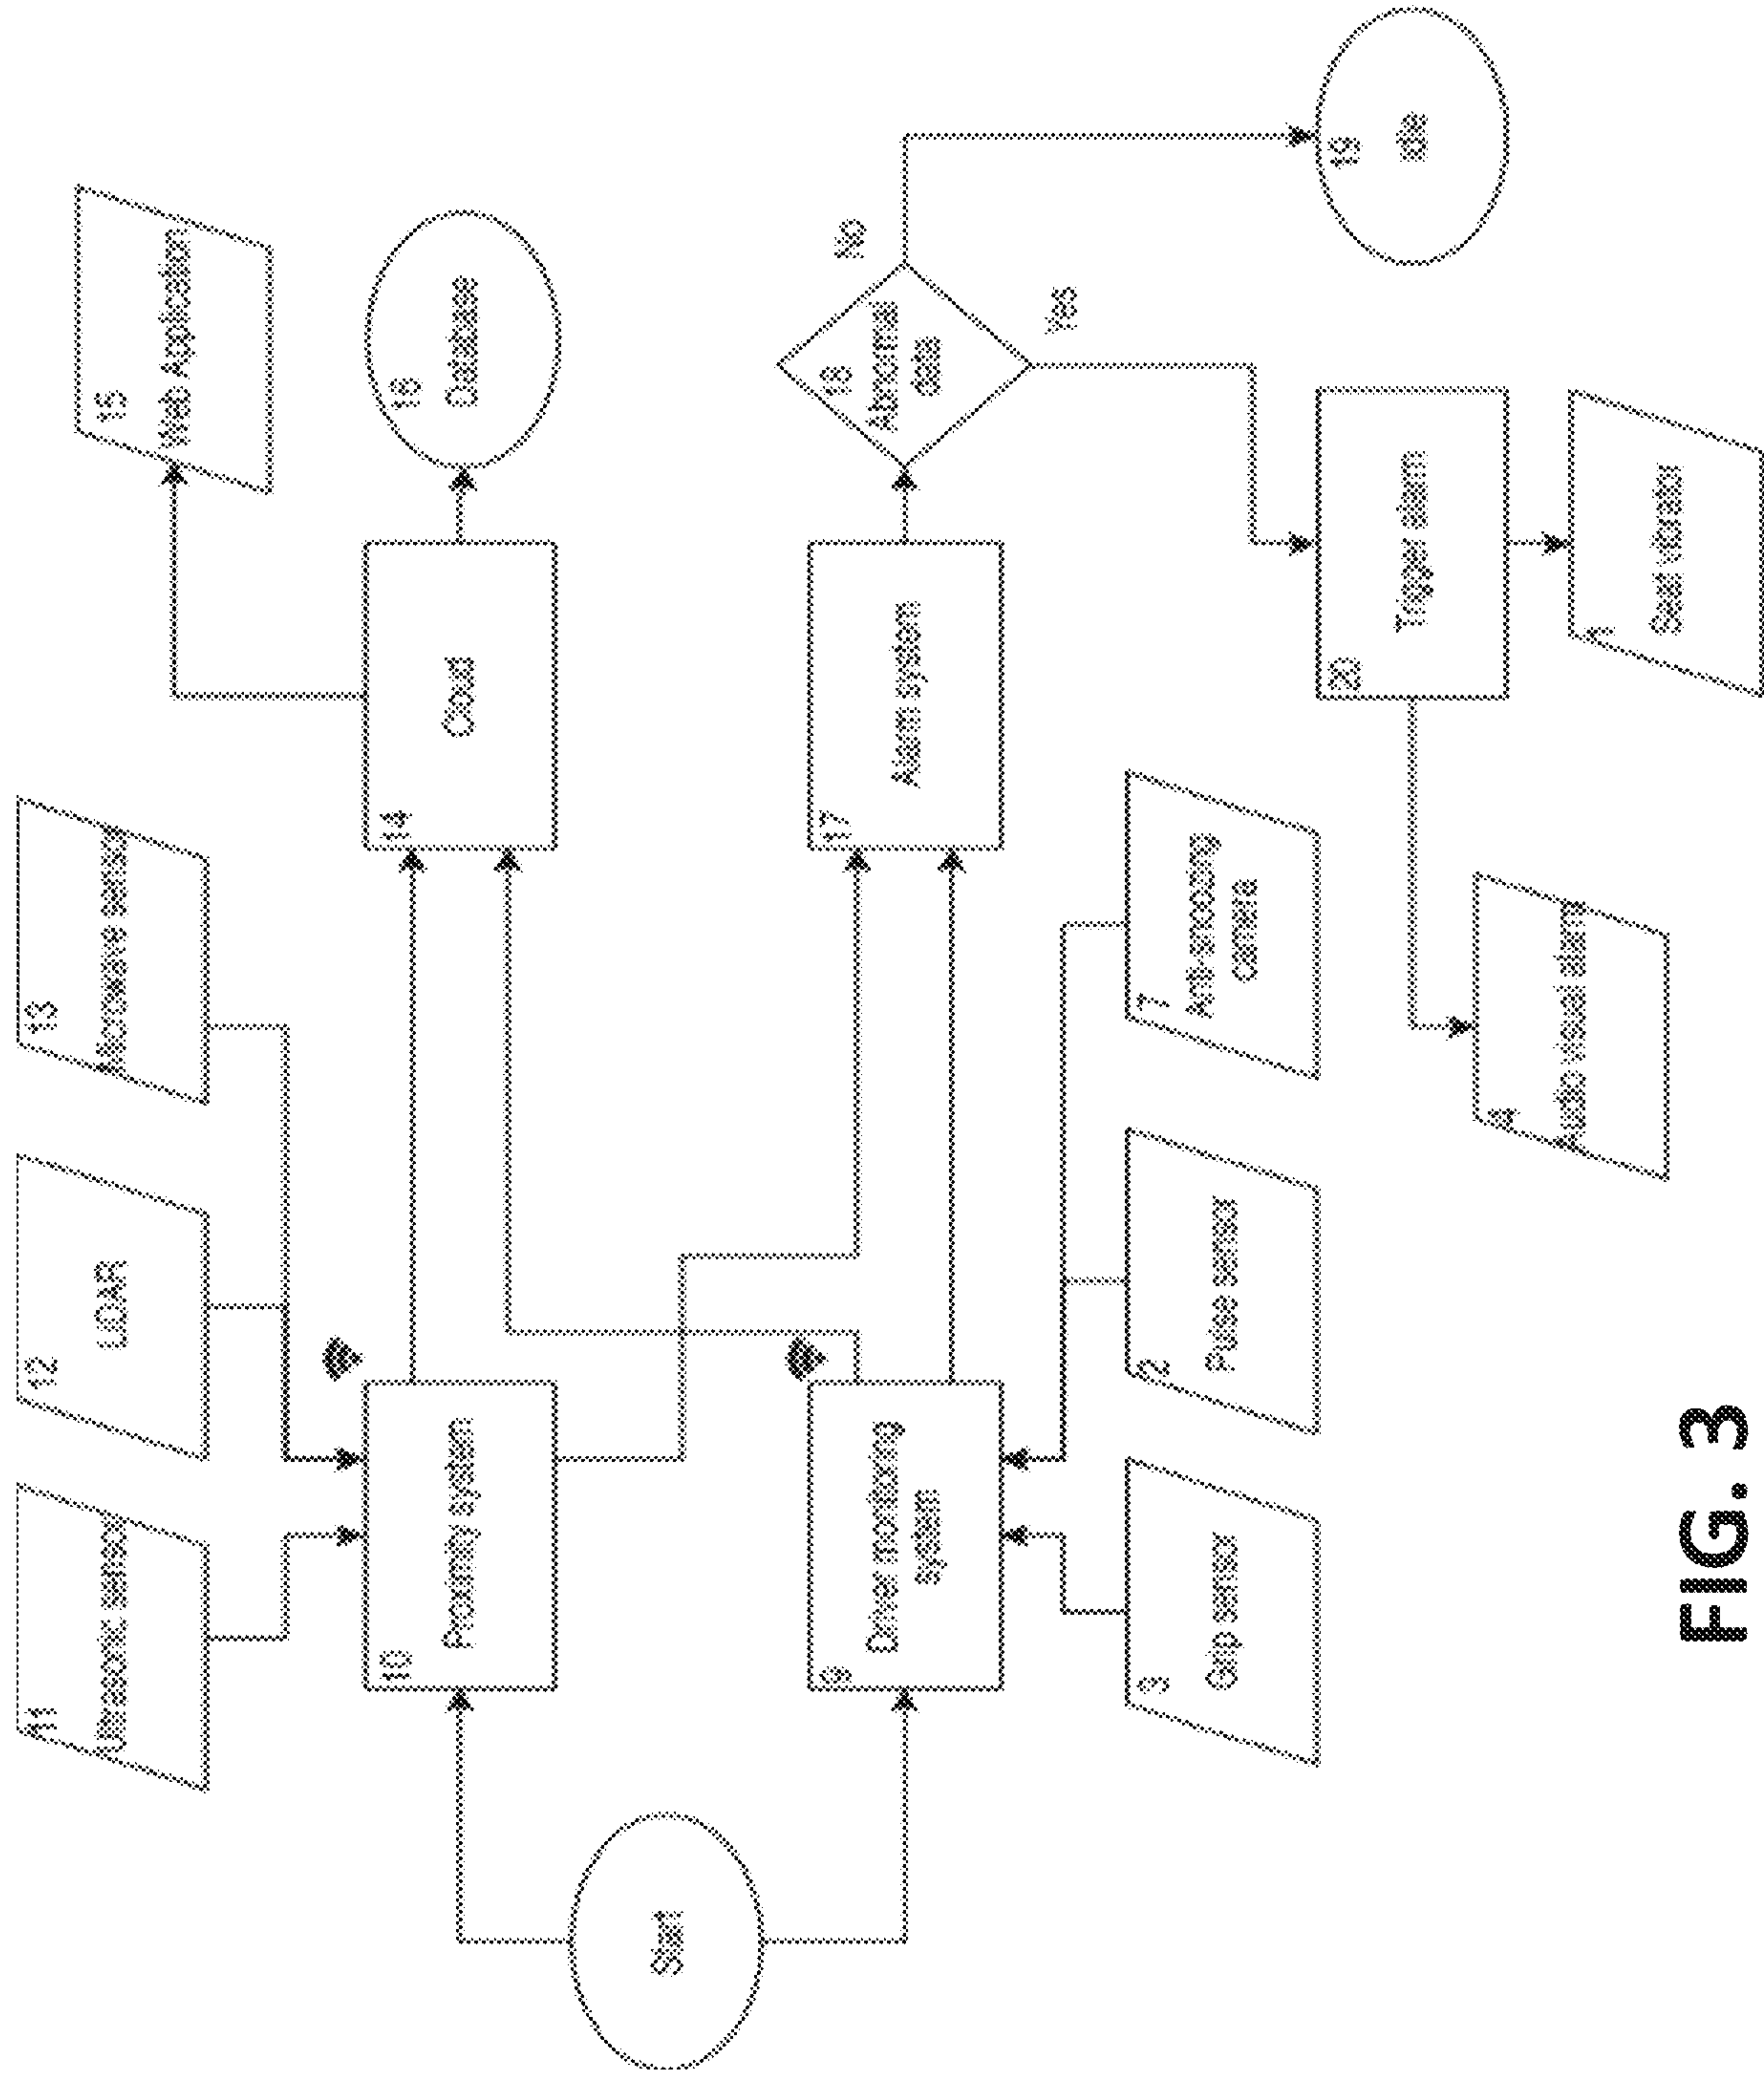 11
Ultrasonic sensor
12
LIDAR
13
Microwave sensor
15
Web Application
10
Proximity system
14
Cloud
16
Database
Start
9
Driver monitoring
system
17
Alarm system
18
Abnormal
data
No
Yes
3
Grip sensor
2
Pulse sensor
7
Anti-snoozing
camera
20
Trigger alarm
19
Idle
4
Audio visual alarm
Seat vibrator
FIG. 3